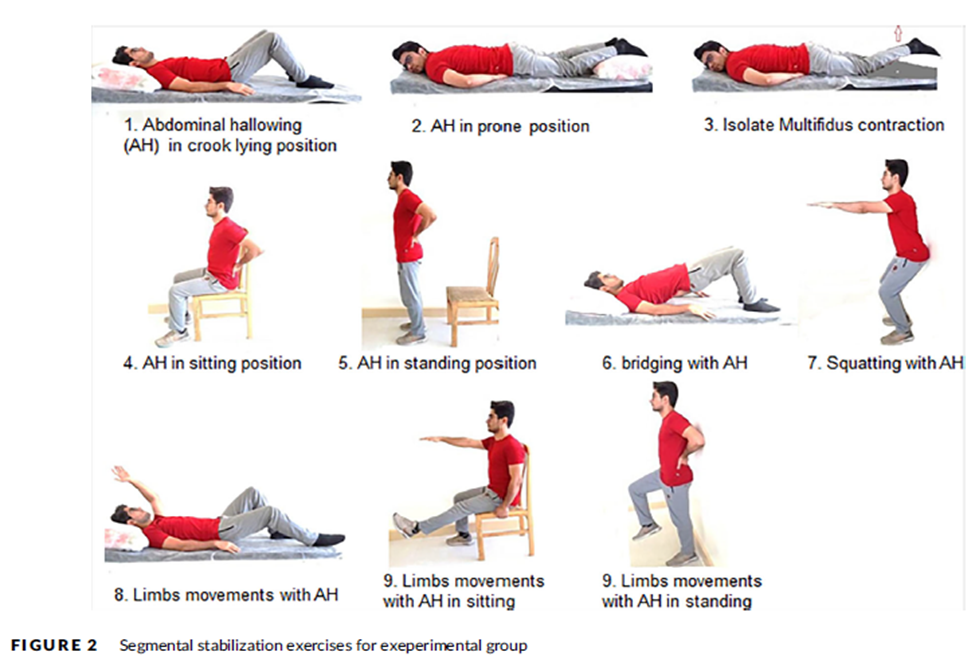 1. Abdominal hallowing
(AH) in crook lying position
2. AH in prone position
3. Isolate Multifidus contraction
4. AH in sitting position
5. AH in standing position
6. bridging with AH
7. Squatting with AH
8. Limbs movements with AH
9. Limbs movements
with AH in sitting
9. Limbs movements
with AH in standing
FIGURE 2 Segmental stabilization exercises for exeperimental group